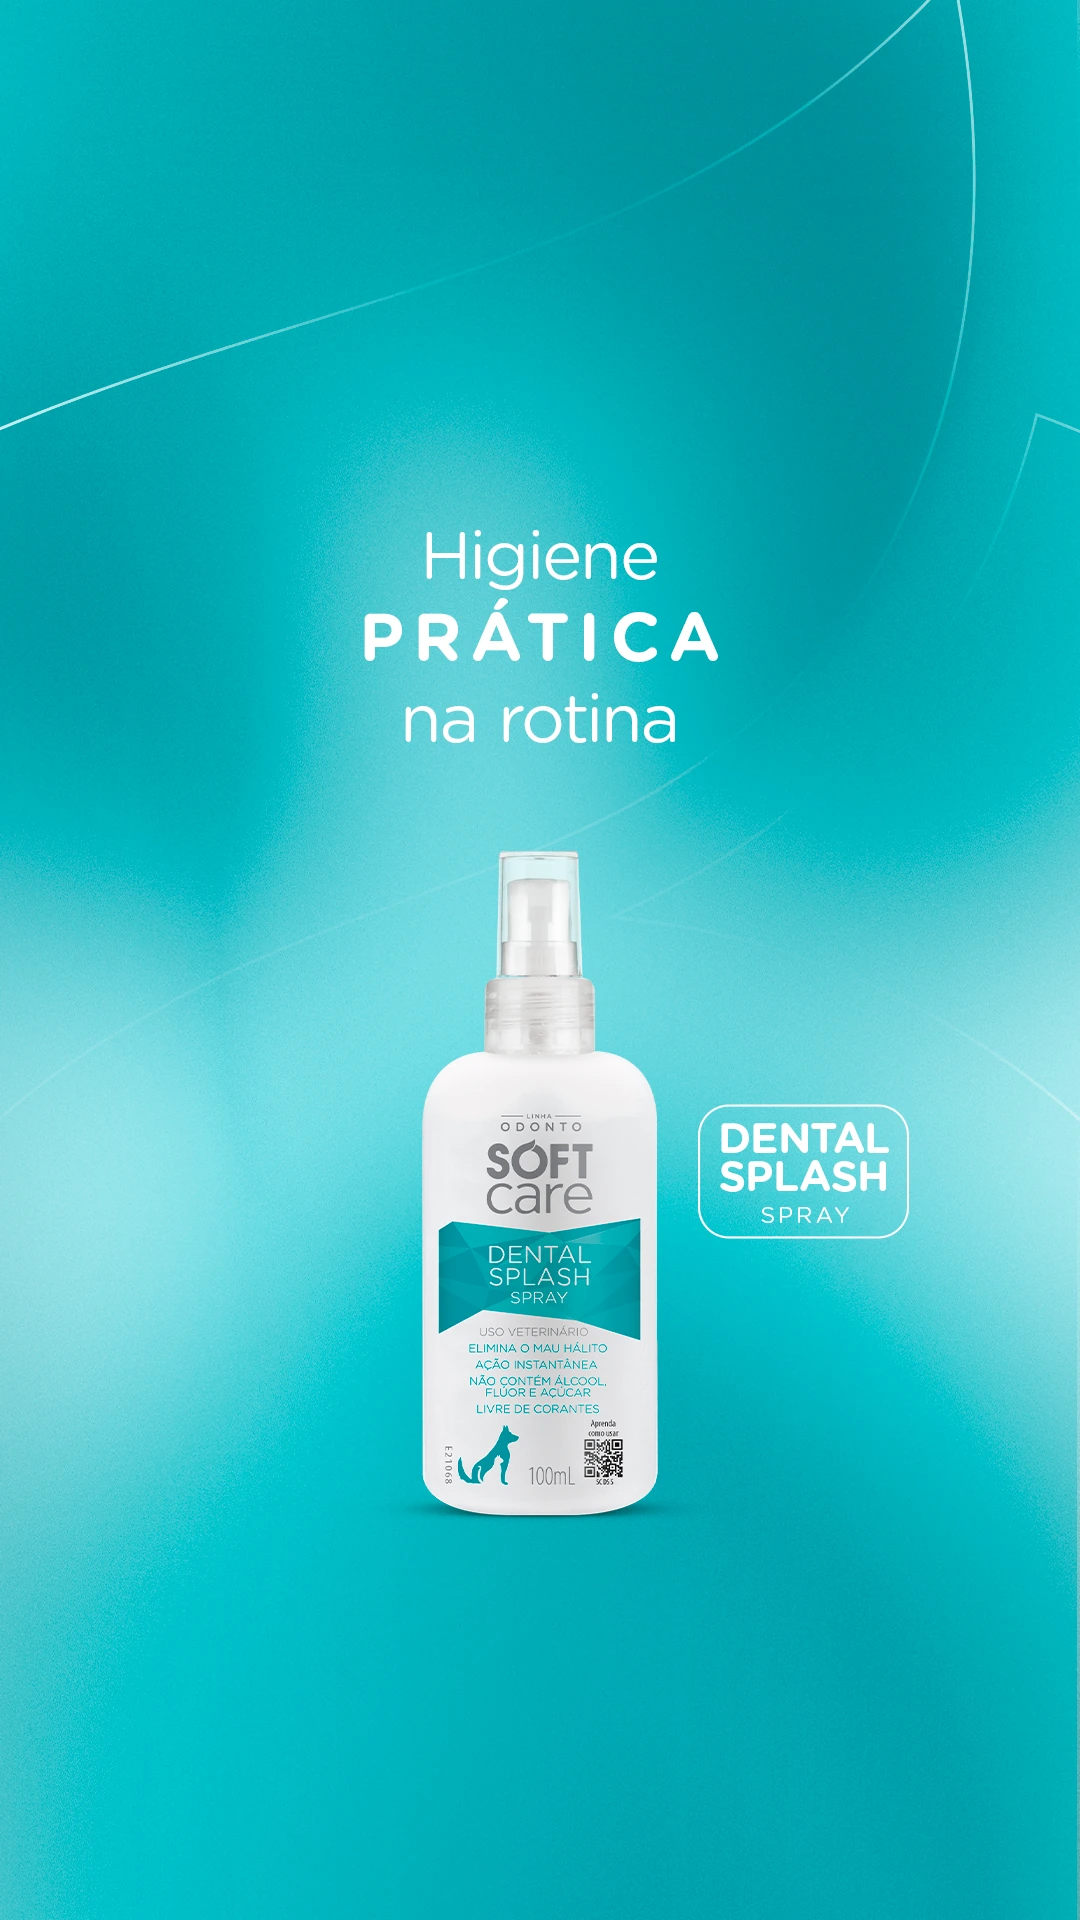 Higiene
PRÁTICA
na rotina
LINHA
ODONTO
SOFT
care
DENTAL
SPLASH
SPRAY
USO VETERINÁRIO
ELIMINA O MAU HÁLITO
AÇÃO INSTANTÂNEA
NÃO CONTÉM ÁLCOOL,
FLÚOR E AÇÚCAR
LIVRE DE CORANTES
Aprenda
como usar
SCDSS
E21068
100mL
DENTAL
SPLASH
SPRAY